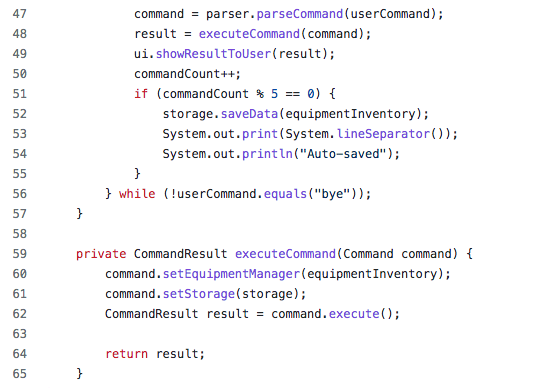 47 command = parser.parseCommand(userCommand);
48 result = executeCommand(command);
49 ui.showResultToUser(result);
50 commandCount++;
51 if (commandCount % 5 == 0) {
52 storage.saveData(equipmentInventory);
53 System.out.print(System.lineSeparator());
54 System.out.println("Auto-saved");
55 }
56 } while (!userCommand.equals("bye"));
57 }
58
59 private CommandResult executeCommand(Command command) {
60 command.setEquipmentManager(equipmentInventory);
61 command.setStorage(storage);
62 CommandResult result = command.execute();
63
64 return result;
65 }